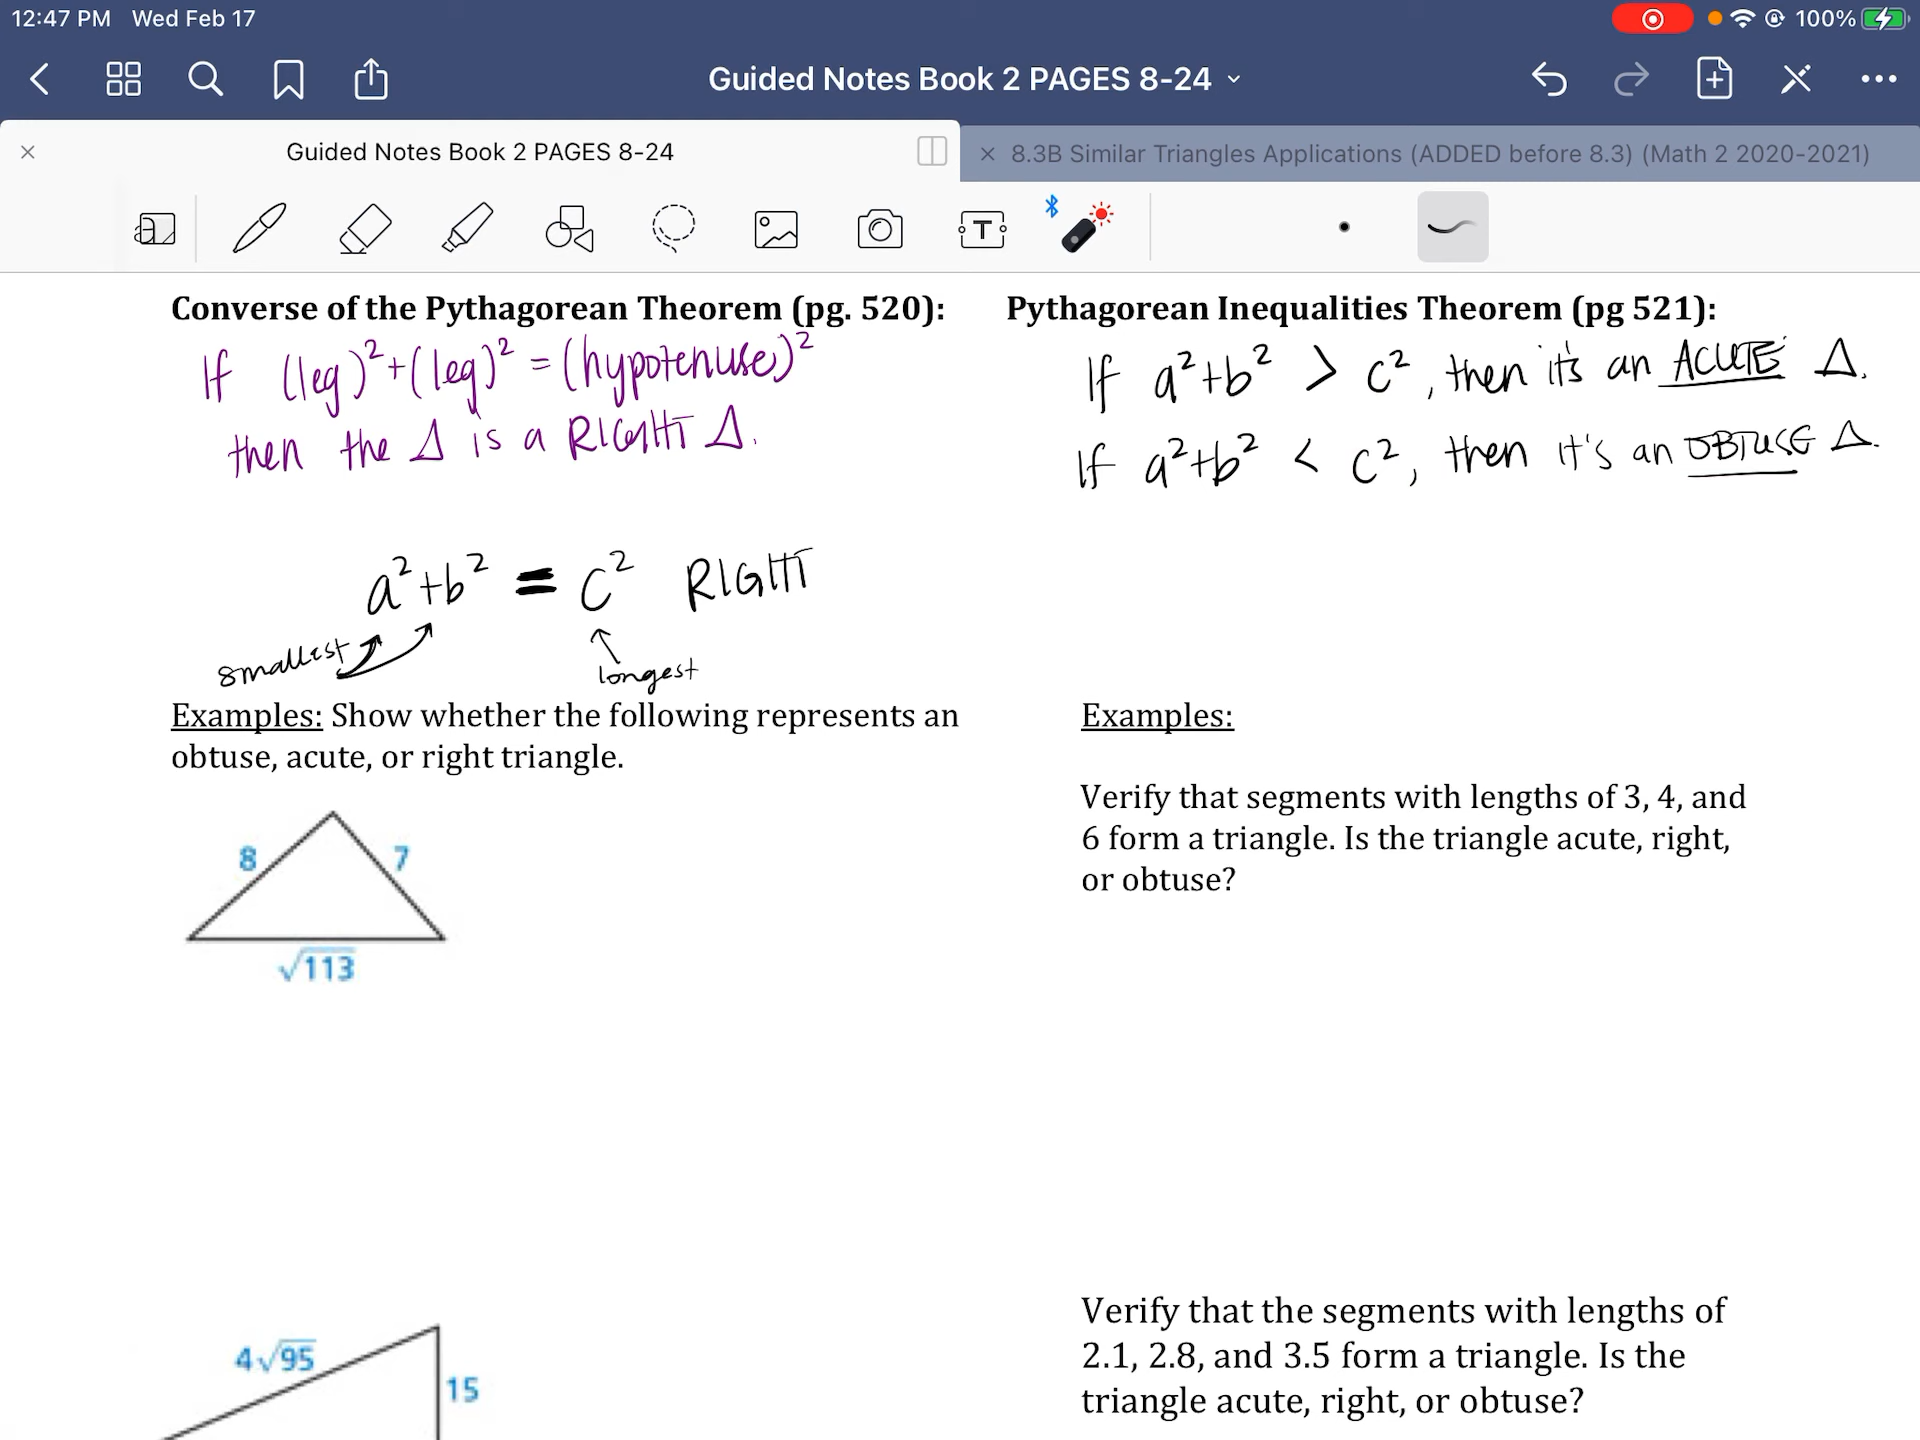 12:47 PM Wed Feb 17
100%
Guided Notes Book 2 PAGES 8-24
Guided Notes Book 2 PAGES 8-24
8.3B Similar Triangles Applications (ADDED before 8.3) (Math 2 2020-2021)
Converse of the Pythagorean Theorem (pg. 520):
If (leg)²+(leg)² = (hypotenuse)²
then the Δ is a RIGHT Δ.
a²+b² = c² RIGHT
smallest
longest
Examples: Show whether the following represents an
obtuse, acute, or right triangle.
8
7
√113
4√95
15
Pythagorean Inequalities Theorem (pg 521):
If a²+b² > c², then it's an ACUTE Δ.
If a²+b² < c², then it's an OBTUSE Δ.
Examples:
Verify that segments with lengths of 3, 4, and
6 form a triangle. Is the triangle acute, right,
or obtuse?
Verify that the segments with lengths of
2.1, 2.8, and 3.5 form a triangle. Is the
triangle acute, right, or obtuse?